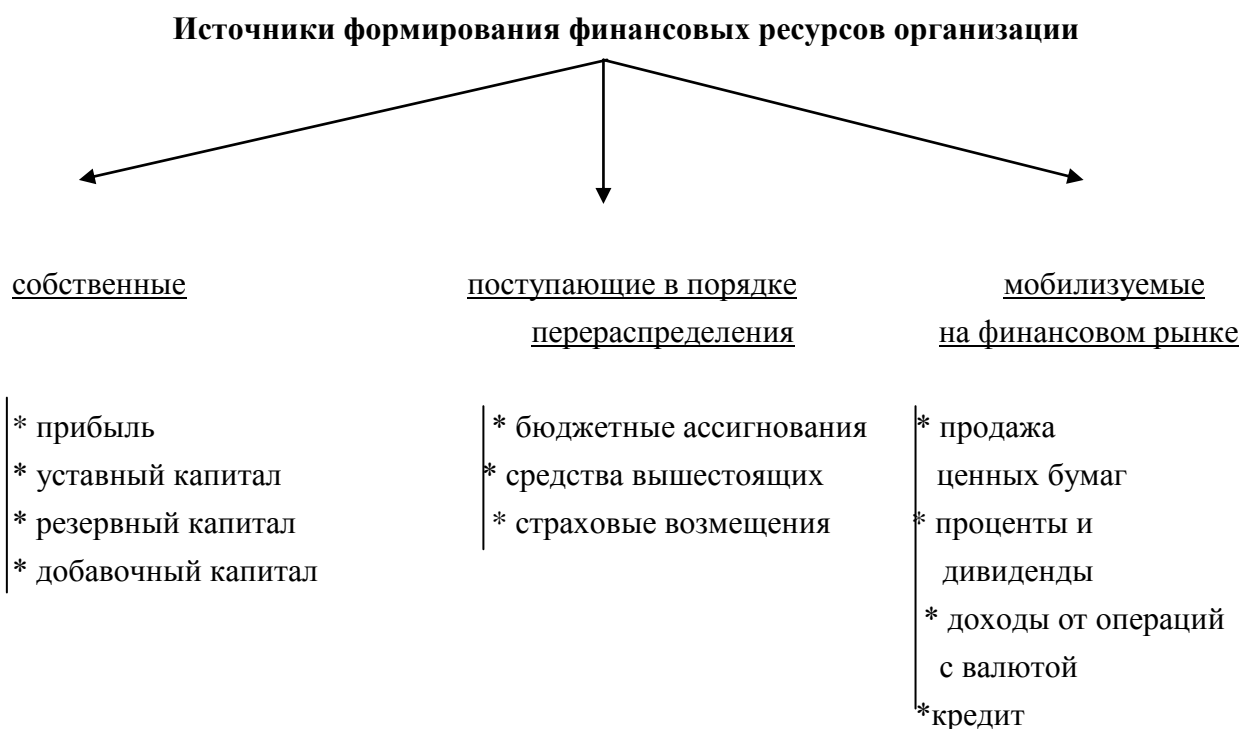 Источники формирования финансовых ресурсов организации
собственные
поступающие в порядке
перераспределения
мобилизуемые
на финансовом рынке
* прибыль
* уставный капитал
* резервный капитал
* добавочный капитал
* бюджетные ассигнования
* средства вышестоящих
* страховые возмещения
* продажа
ценных бумаг
* проценты и
дивиденды
* доходы от операций
с валютой
*кредит